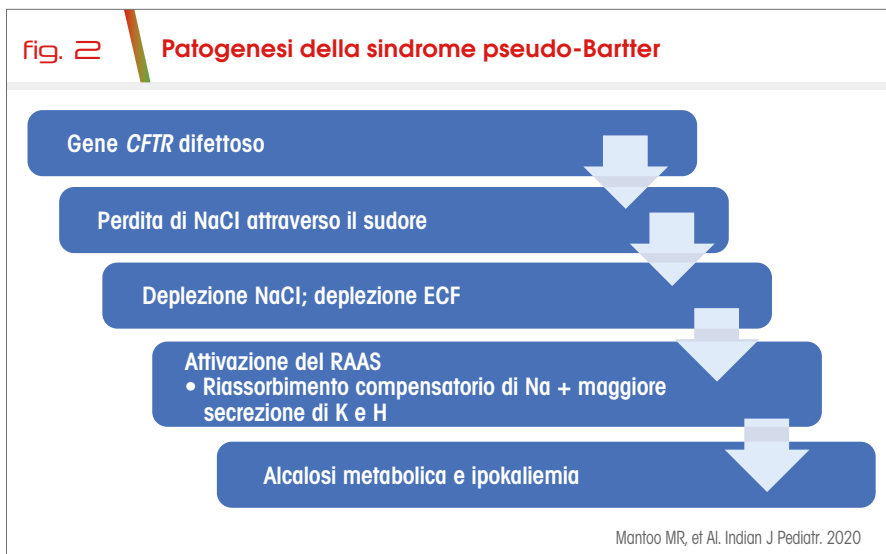 fig. 2
Patogenesi della sindrome pseudo-Bartter
Gene CFTR difettoso
Perdita di NaCl attraverso il sudore
Deplezione NaCl; deplezione ECF
Attivazione del RAAS
• Riassorbimento compensatorio di Na + maggiore
secrezione di K e H
Alcalosi metabolica e ipokaliemia
Mantoo MR, et Al. Indian J Pediatr. 2020